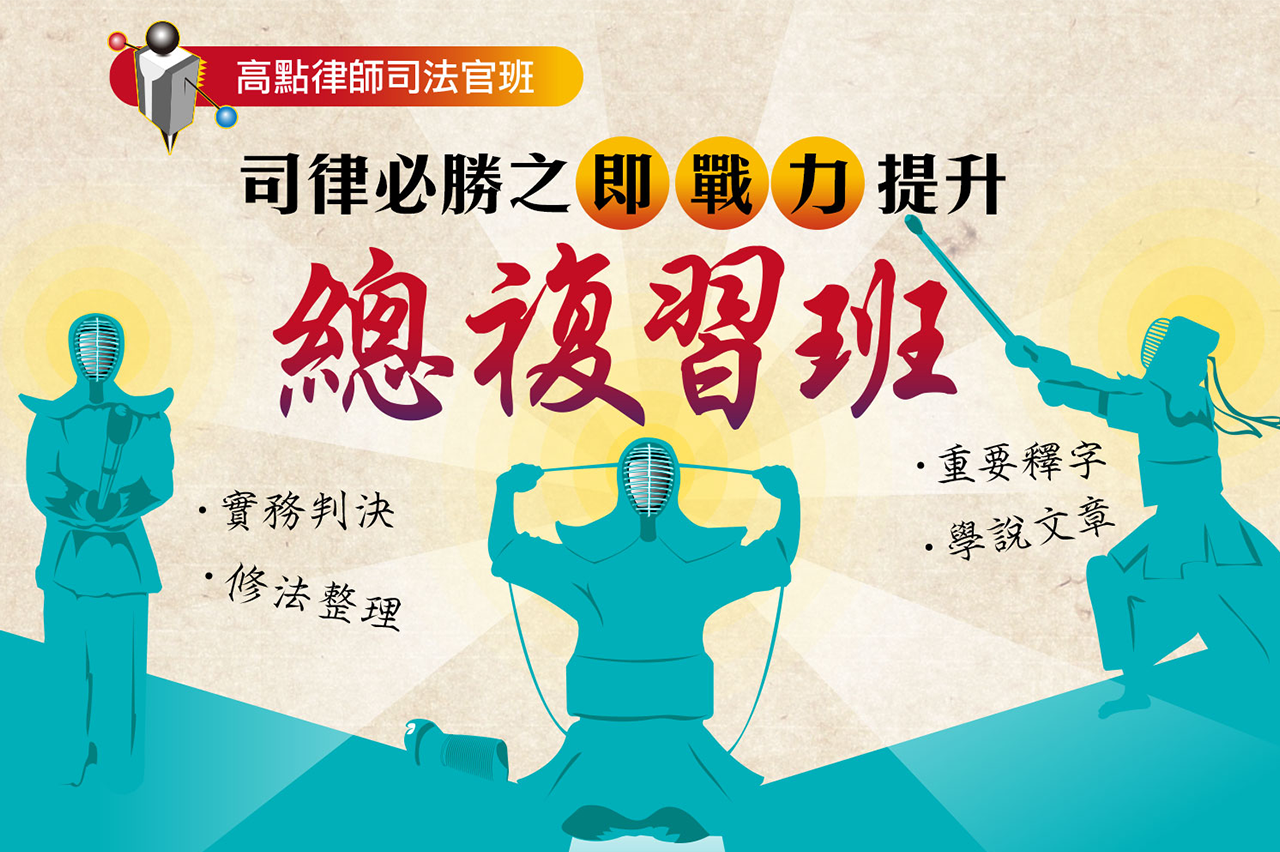 高點律師司法官班
司律必勝之即戰力提升
總複習班
·實務判決
·修法整理
·重要釋字
·學說文章